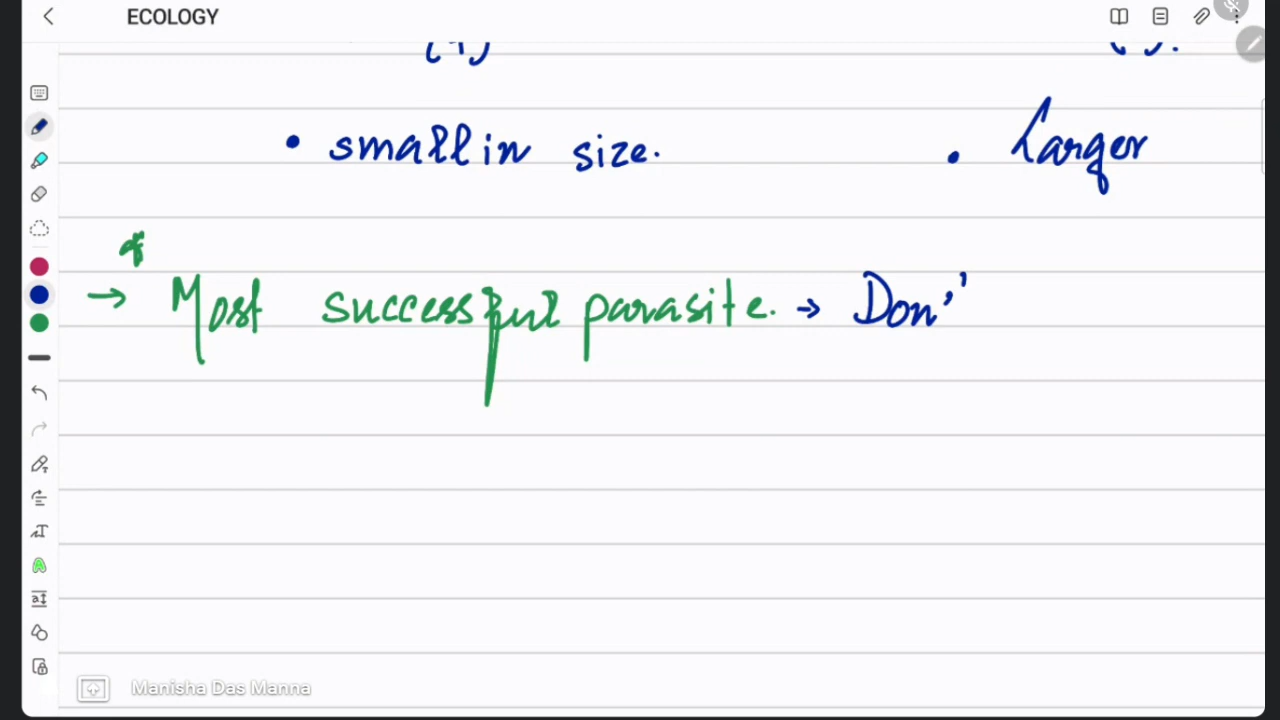 ECOLOGY
• small in size. • Larger
* → Most successful parasite. → Don'
Manisha Das Manna